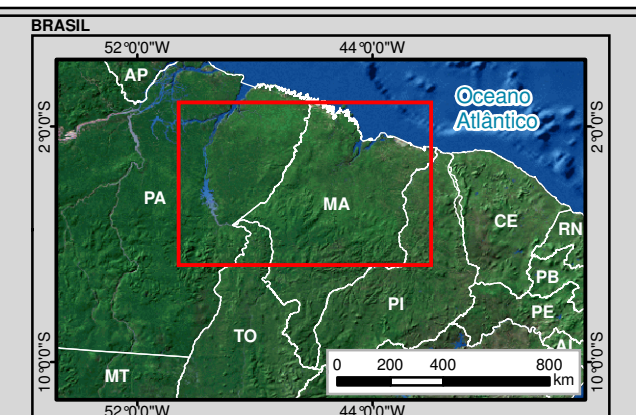 BRASIL
52°0'0"W 44°0'0"W
AP
Oceano
Atlântico
2°0'0"S 2°0'0"S
PA
MA
CE
RN
PB
PI
PE
TO
AL
MT
0 200 400 800
km
10°0'0"S 10°0'0"S
52°0'0"W 44°0'0"W